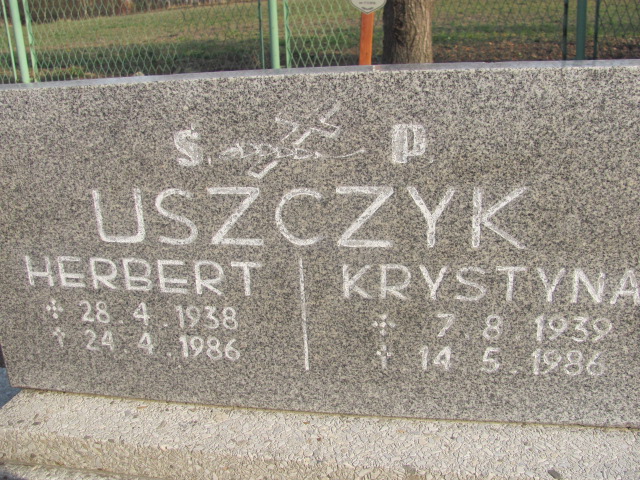 Ś. P.
USZCZYK
HERBERT
28.4.1938
† 24.4.1986
KRYSTYNA
7.8.1939
† 14.5.1986